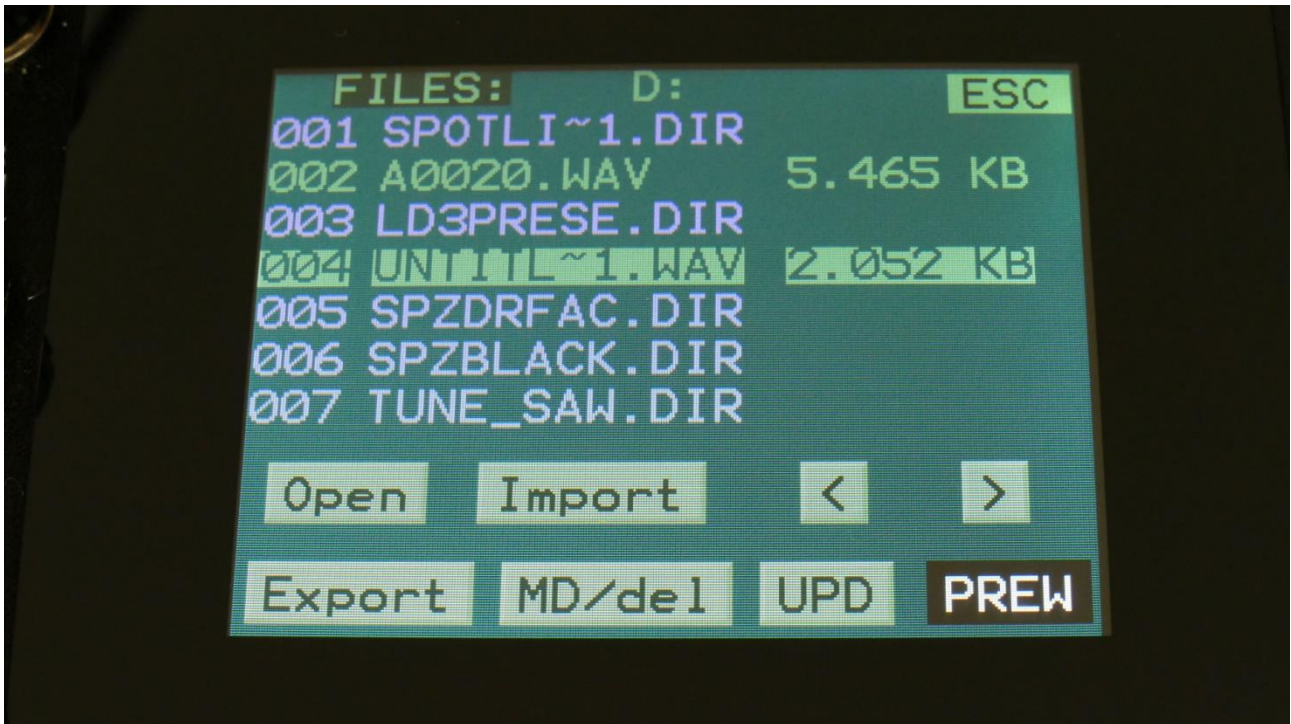 FILES: D: ESC
001 SPOTLI~1.DIR
002 A0020.WAV 5.465 KB
003 LD3PRESE.DIR
004 UNTITL~1.WAV 2.052 KB
005 SPZDRFAC.DIR
006 SPZBLACK.DIR
007 TUNE_SAW.DIR
Open Import < >
Export MD/del UPD PREW